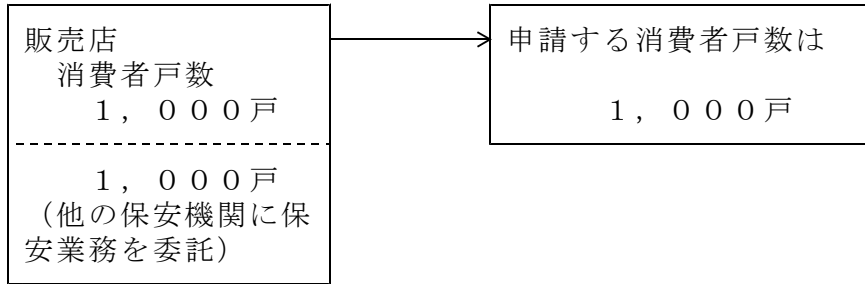 販売店
消費者戸数
１，０００戸
１，０００戸
（他の保安機関に保
安業務を委託）
申請する消費者戸数は
１，０００戸